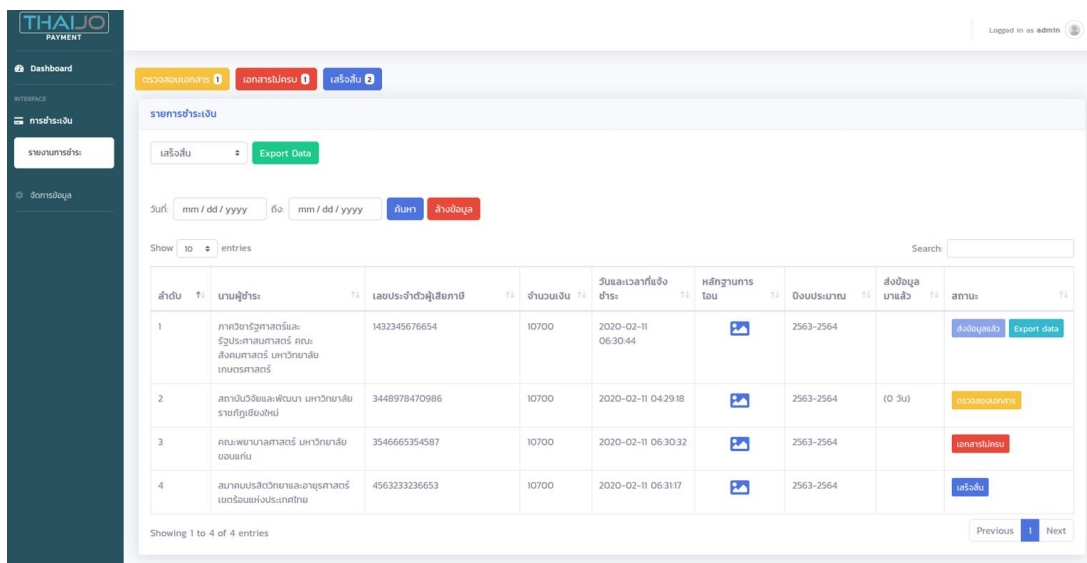 THAIJO
PAYMENT
Logged in as admin
Dashboard
INTERFACE
การชำระเงิน
รายงานการชำระ
จัดการข้อมูล
ตรวจสอบเอกสาร 1 เอกสารไม่ครบ 1 เสร็จสิ้น 2
รายการชำระเงิน
เสร็จสิ้น Export Data
วันที่: mm / dd / yyyy ถึง: mm / dd / yyyy ค้นหา ล้างข้อมูล
Show 10 entries Search:
ลำดับ นามผู้ชำระ เลขประจำตัวผู้เสียภาษี จำนวนเงิน วันและเวลาที่แจ้ง หลักฐานการ ปีงบประมาณ ส่งข้อมูล สถานะ
ชำระ โอน มาแล้ว
1 ภาควิชารัฐศาสตร์และ 1432345676654 10700 2020-02-11 2563-2564 ส่งข้อมูลแล้ว Export data
รัฐประศาสนศาสตร์ คณะ 06:30:44
สังคมศาสตร์ มหาวิทยาลัย
เกษตรศาสตร์
2 สถาบันวิจัยและพัฒนา มหาวิทยาลัย 3448978470986 10700 2020-02-11 04:29:18 2563-2564 (0 วัน) ตรวจสอบเอกสาร
ราชภัฏเชียงใหม่
3 คณะพยาบาลศาสตร์ มหาวิทยาลัย 3546665354587 10700 2020-02-11 06:30:32 2563-2564 เอกสารไม่ครบ
ขอนแก่น
4 สมาคมปรสิตวิทยาและอายุรศาสตร์ 4563233236653 10700 2020-02-11 06:31:17 2563-2564 เสร็จสิ้น
เขตร้อนแห่งประเทศไทย
Showing 1 to 4 of 4 entries Previous 1 Next